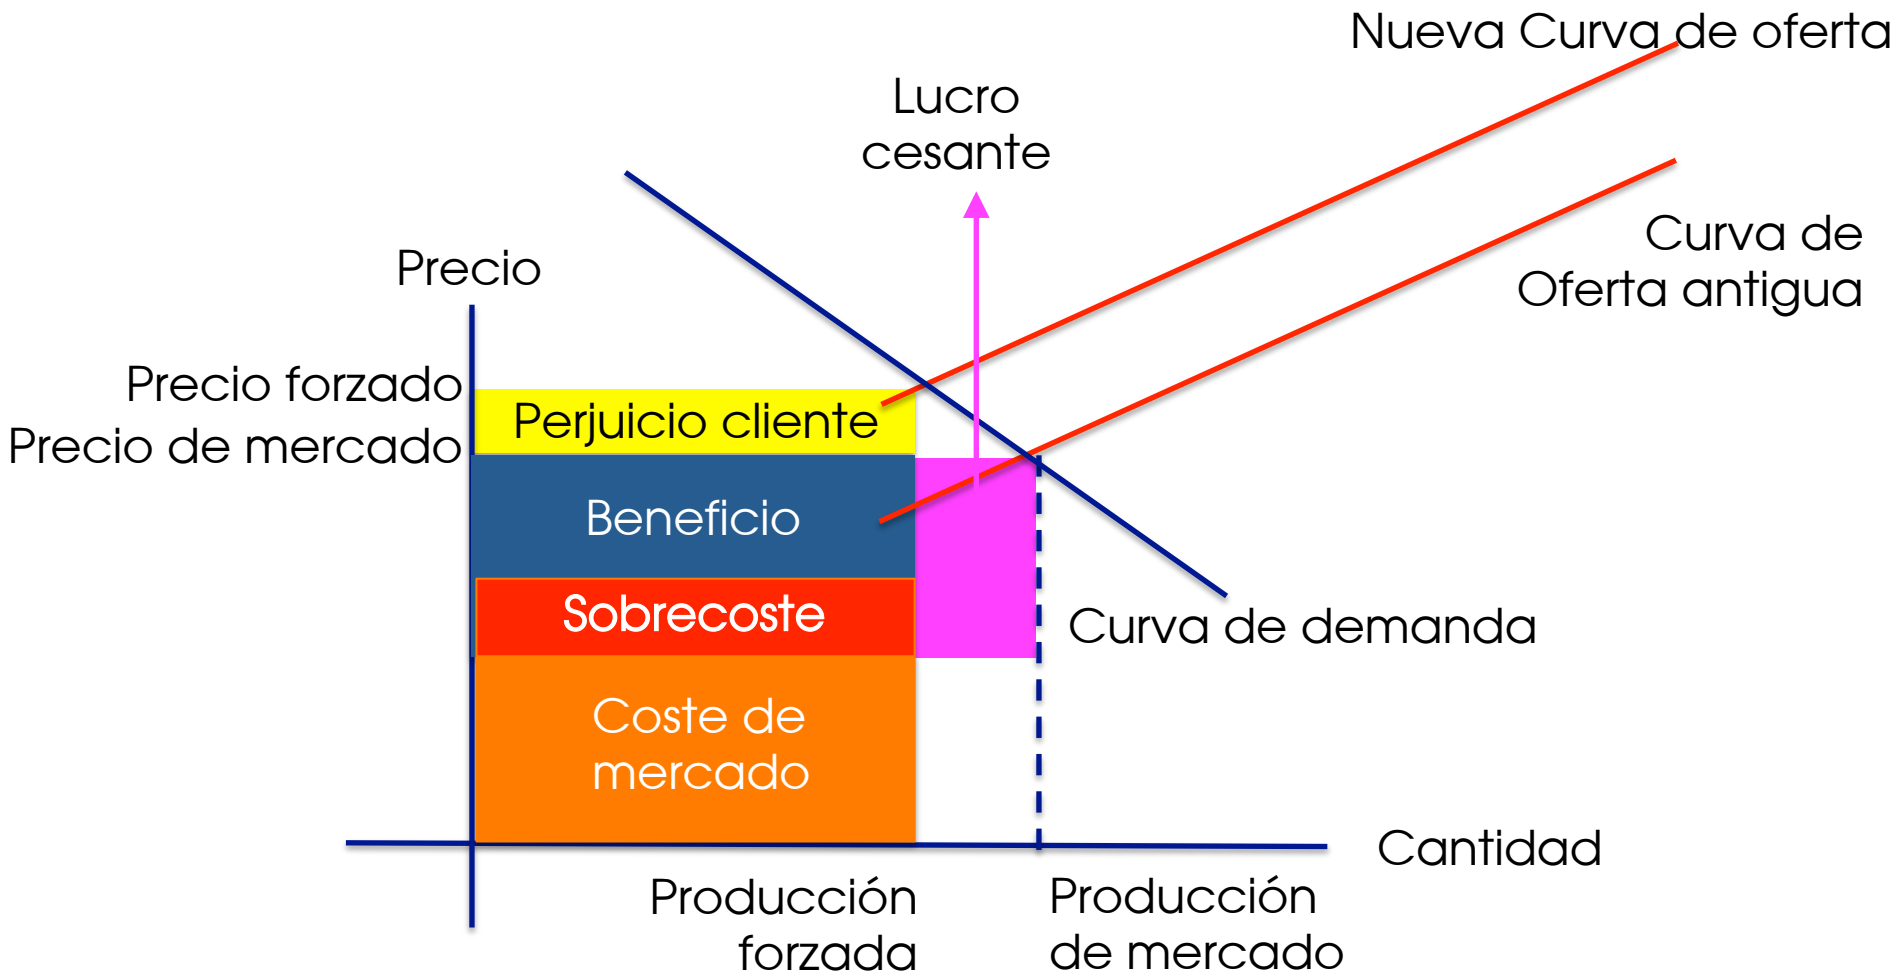 Nueva Curva de oferta
Lucro
cesante
Curva de
Oferta antigua
Precio
Precio forzado
Perjuicio cliente
Precio de mercado
Beneficio
Sobrecoste
Curva de demanda
Coste de
mercado
Cantidad
Producción
forzada
Producción
de mercado